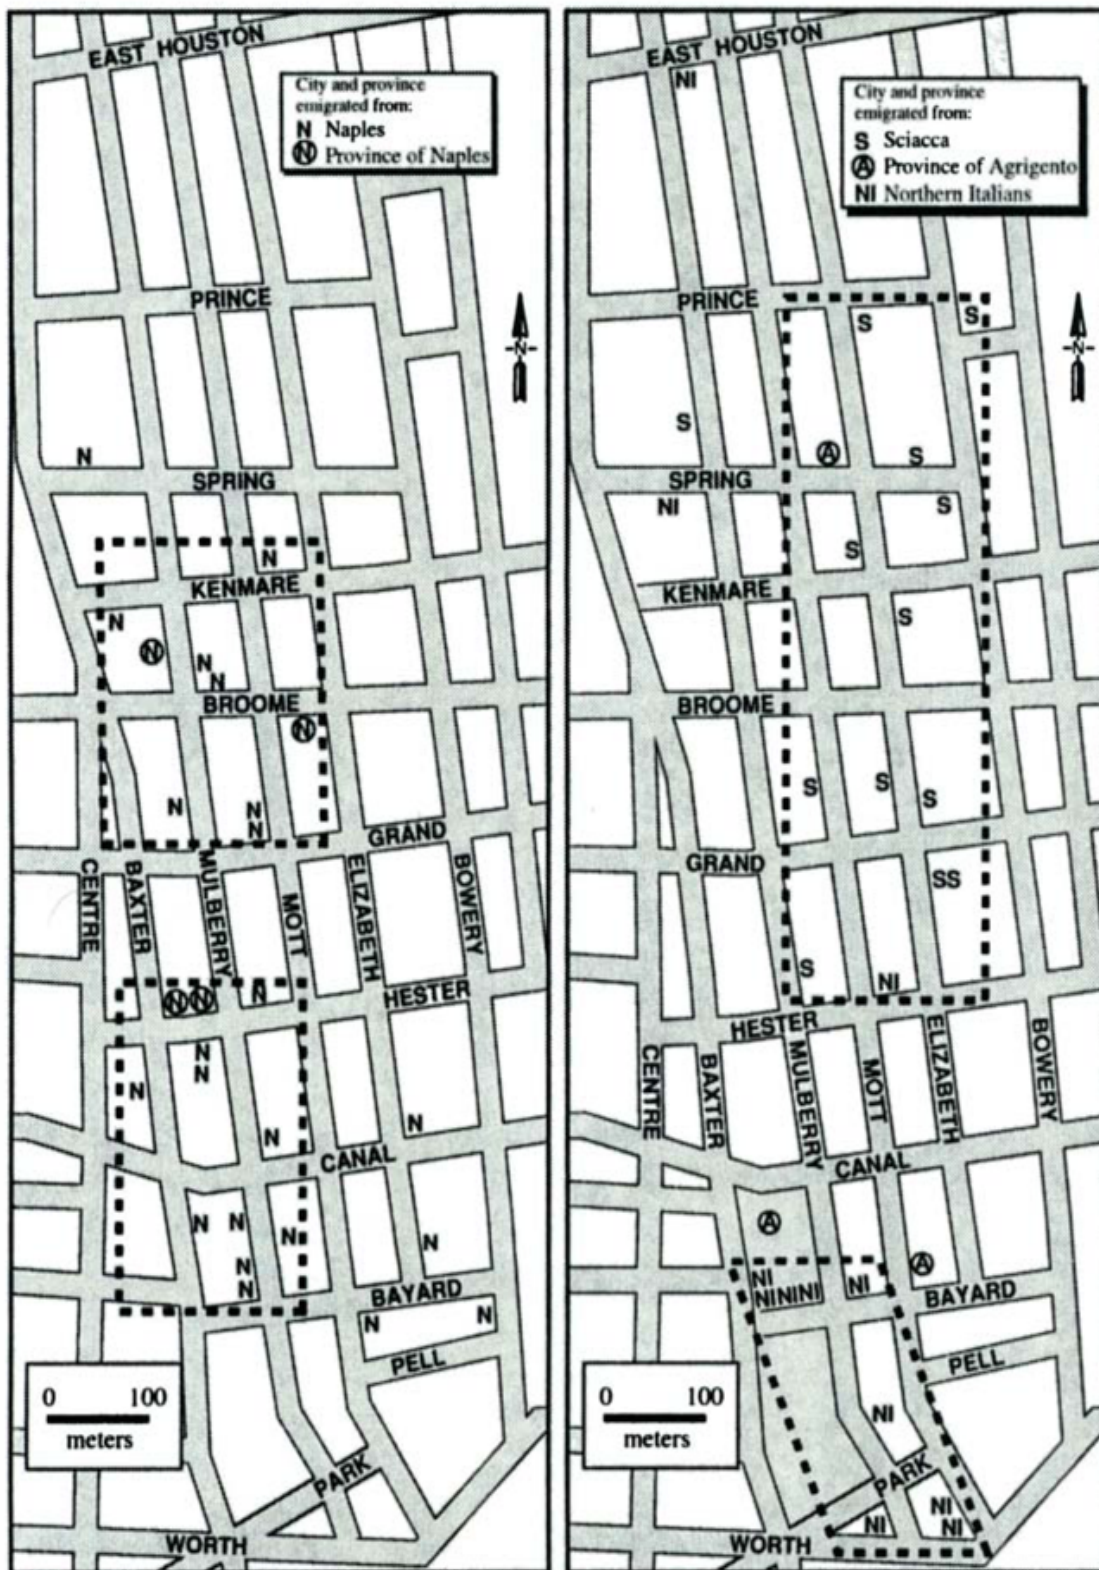 EAST HOUSTON
City and province
emigrated from:
N Naples
Ⓝ Province of Naples
PRINCE
N
N
SPRING
N
KENMARE
N
Ⓝ
N
N
BROOME
Ⓝ
N
N
N
GRAND
CENTRE
BAXTER
MULBERRY
MOTT
ELIZABETH
BOWERY
Ⓝ Ⓝ N
HESTER
N
N
N
N
N
CANAL
N N N
N
N
N
BAYARD
N N
PELL
0 100
meters
PARK
WORTH
EAST HOUSTON
NI
City and province
emigrated from:
S Sciacca
Ⓐ Province of Agrigento
NI Northern Italians
PRINCE
S S
N
S
Ⓐ S
SPRING
NI S
S
KENMARE
S
BROOME
S S S
GRAND
SS
S NI
HESTER
CENTRE
BAXTER
MULBERRY
MOTT
ELIZABETH
BOWERY
CANAL
Ⓐ
Ⓐ
NI NI
NININI
BAYARD
PELL
0 100
meters
NI
PARK
NI
NI NI
WORTH